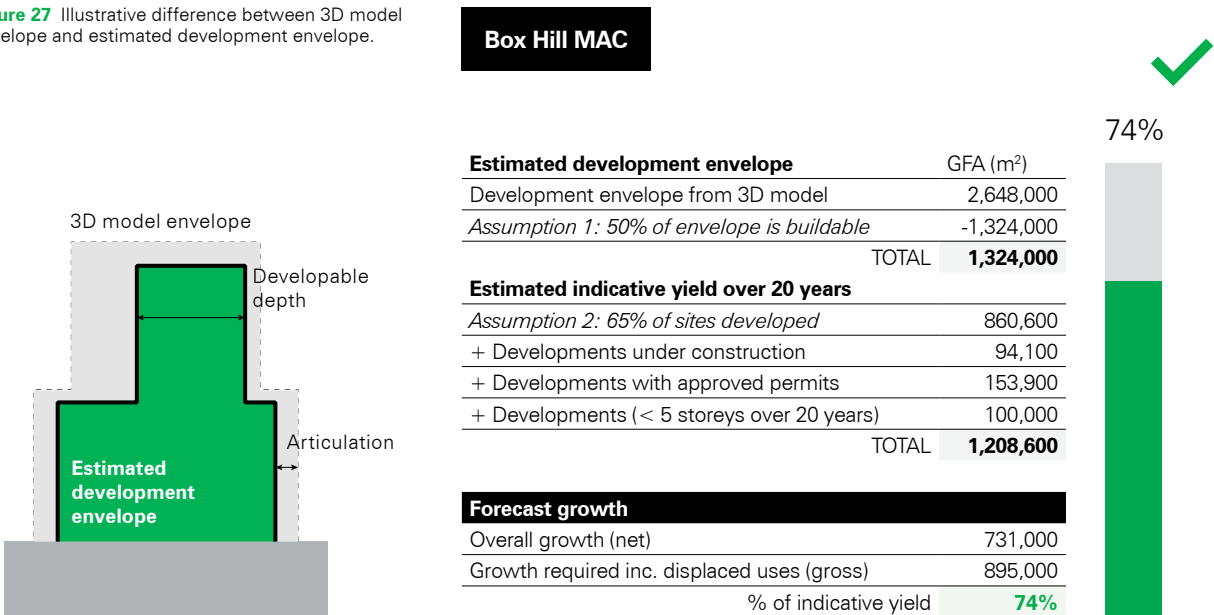 ure 27 Illustrative difference between 3D model
elope and estimated development envelope.
Box Hill MAC
74%
3D model envelope
Developable
depth
Articulation
Estimated
development
envelope
Estimated development envelope GFA (m²)
Development envelope from 3D model 2,648,000
Assumption 1: 50% of envelope is buildable -1,324,000
TOTAL 1,324,000
Estimated indicative yield over 20 years
Assumption 2: 65% of sites developed 860,600
+ Developments under construction 94,100
+ Developments with approved permits 153,900
+ Developments (< 5 storeys over 20 years) 100,000
TOTAL 1,208,600
Forecast growth
Overall growth (net) 731,000
Growth required inc. displaced uses (gross) 895,000
% of indicative yield 74%